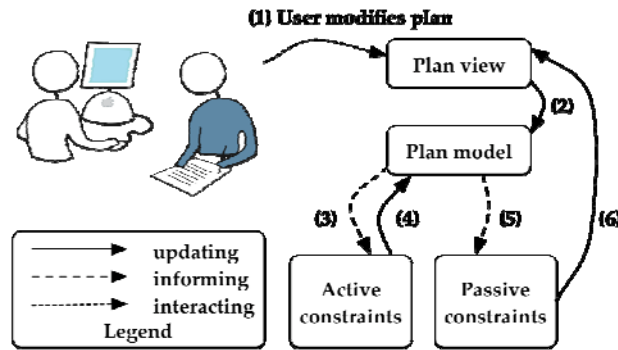 (1) User modifies plan
Plan view
(2)
Plan model
(3)
(4)
(5)
(6)
Active
constraints
Passive
constraints
updating
informing
interacting
Legend